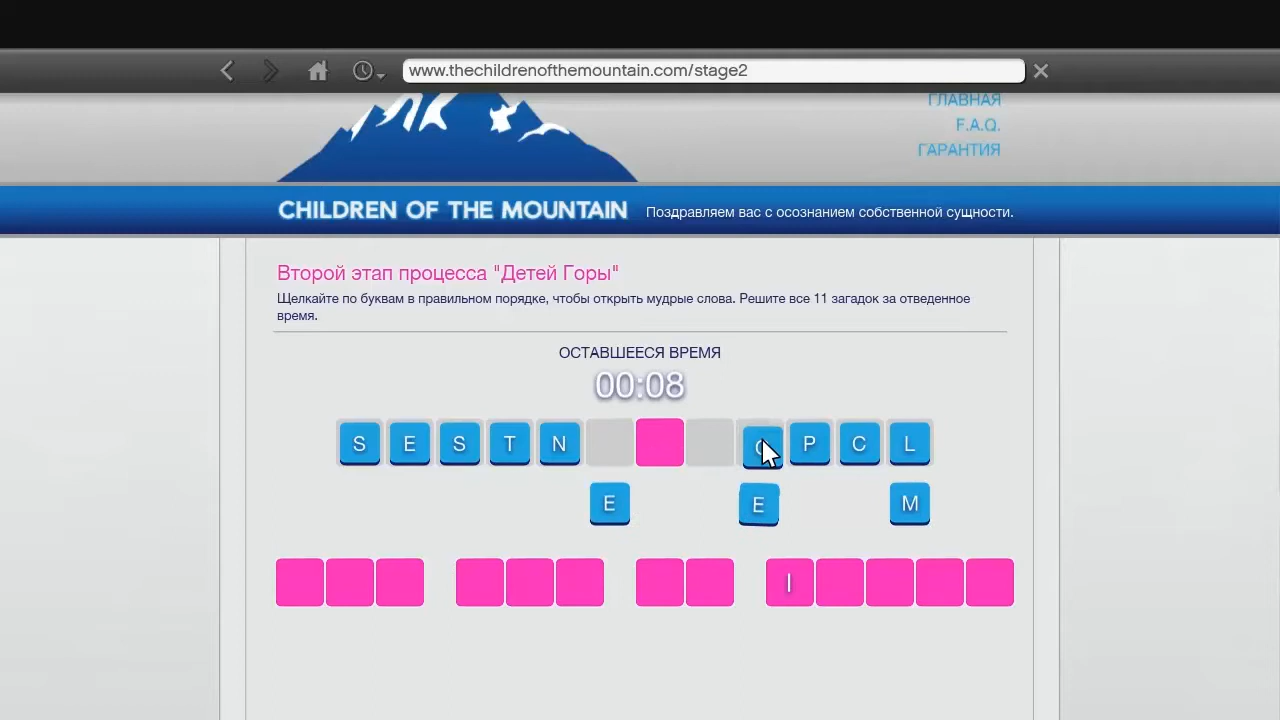 www.thechildrenofthemountain.com/stage2
ГЛАВНАЯ
F.A.Q.
ГАРАНТИЯ
CHILDREN OF THE MOUNTAIN Поздравляем вас с осознанием собственной сущности.
Второй этап процесса "Детей Горы"
Щелкайте по буквам в правильном порядке, чтобы открыть мудрые слова. Решите все 11 загадок за отведенное
время.
ОСТАВШЕЕСЯ ВРЕМЯ
00:08
S E S T N P C L
E E M
I